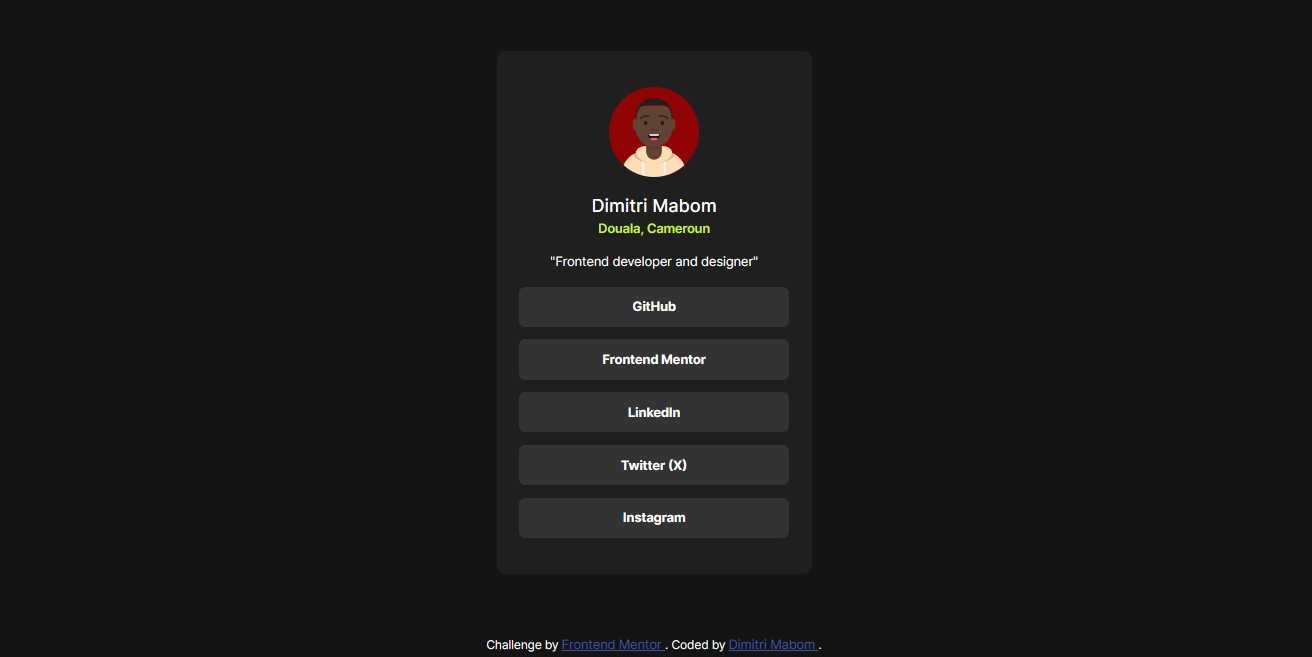 Dimitri Mabom
Douala, Cameroun
"Frontend developer and designer"
GitHub
Frontend Mentor
LinkedIn
Twitter (X)
Instagram
Challenge by Frontend Mentor . Coded by Dimitri Mabom .